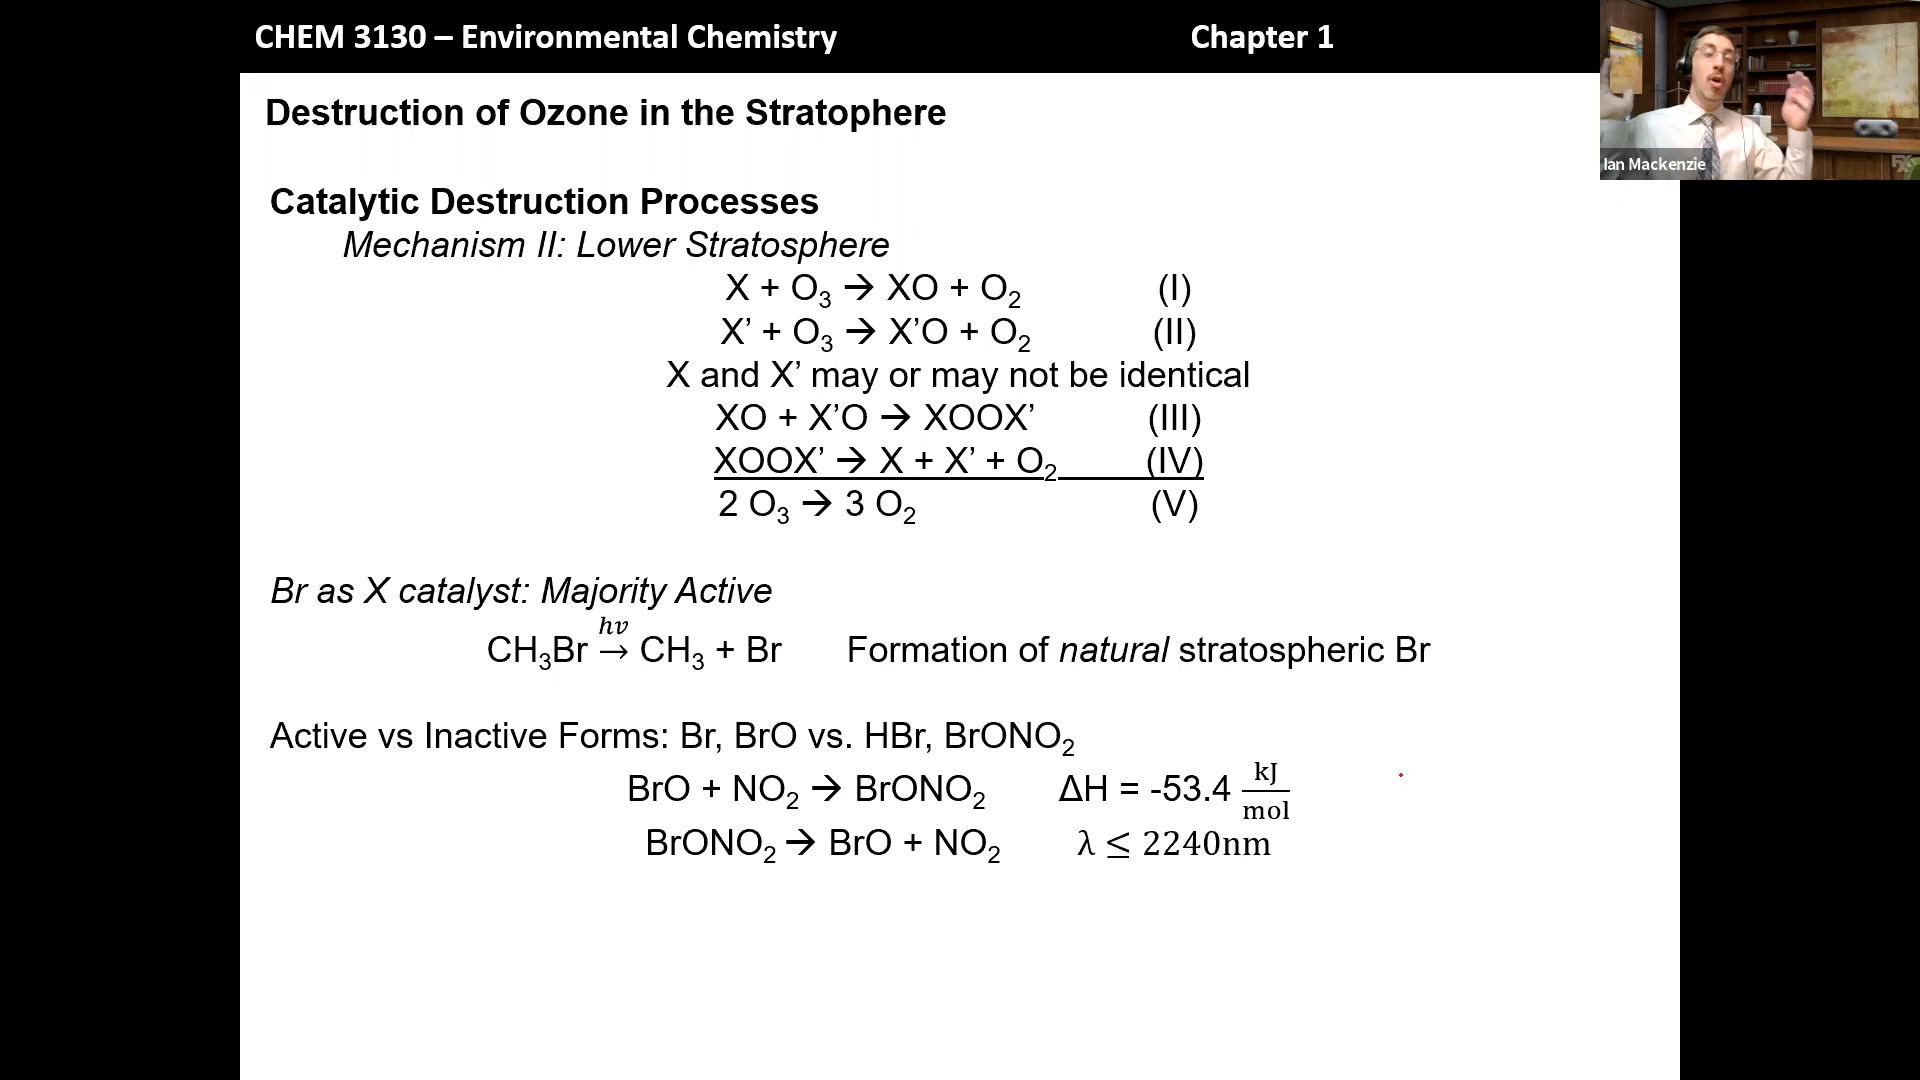 CHEM 3130 – Environmental Chemistry Chapter 1
Ian Mackenzie
Destruction of Ozone in the Stratophere
Catalytic Destruction Processes
Mechanism II: Lower Stratosphere
X + O₃ → XO + O₂ (I)
X’ + O₃ → X’O + O₂ (II)
X and X’ may or may not be identical
XO + X’O → XOOX’ (III)
XOOX’ → X + X’ + O₂ (IV)
2 O₃ → 3 O₂ (V)
Br as X catalyst: Majority Active
CH₃Br hν→ CH₃ + Br Formation of natural stratospheric Br
Active vs Inactive Forms: Br, BrO vs. HBr, BrONO₂
BrO + NO₂ → BrONO₂ ΔH = -53.4 kJ/mol
BrONO₂ → BrO + NO₂ λ ≤ 2240nm